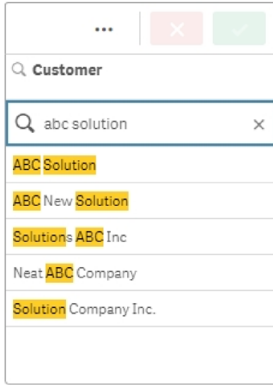 ...
Customer
abc solution
ABC Solution
ABC New Solution
Solutions ABC Inc
Neat ABC Company
Solution Company Inc.